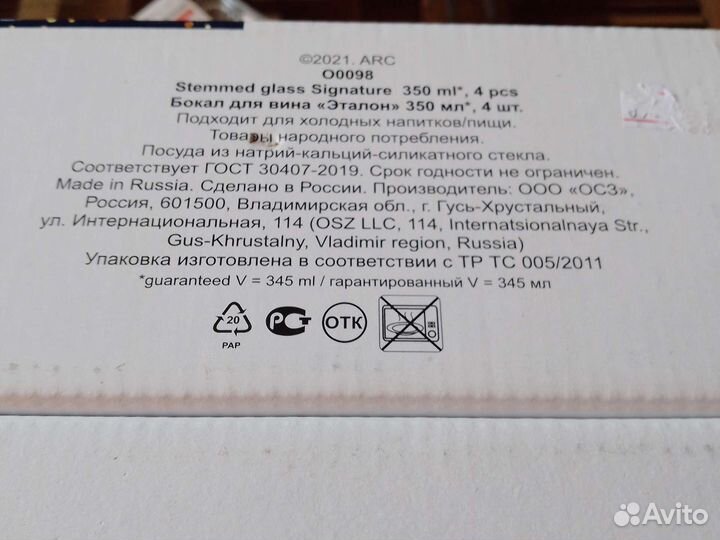 ©2021. ARC
O0098
Stemmed glass Signature 350 ml*, 4 pcs
Бокал для вина «Эталон» 350 мл*, 4 шт.
Подходит для холодных напитков/пищи.
Товары народного потребления.
Посуда из натрий-кальций-силикатного стекла.
Соответствует ГОСТ 30407-2019. Срок годности не ограничен.
Made in Russia. Сделано в России. Производитель: ООО «ОСЗ»,
Россия, 601500, Владимирская обл., г. Гусь-Хрустальный,
ул. Интернациональная, 114 (OSZ LLC, 114, Internatsionalnaya Str.,
Gus-Khrustalny, Vladimir region, Russia)
Упаковка изготовлена в соответствии с ТР ТС 005/2011
*guaranteed V = 345 ml / гарантированный V = 345 мл
20
PAP
РСТ
ОТК
Avito